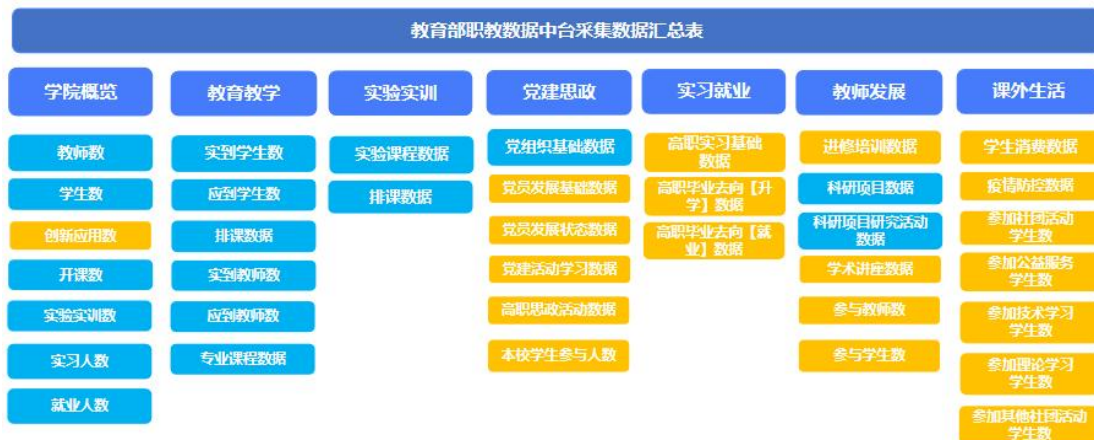 教育部职教数据中台采集数据汇总表
学院概览
教育教学
实验实训
党建思政
实习就业
教师发展
课外生活
教师数
学生数
创新应用数
开课数
实验实训数
实习人数
就业人数
实到学生数
应到学生数
排课数据
实到教师数
应到教师数
专业课程数据
实验课程数据
排课数据
党组织基础数据
党员发展基础数据
党员发展状态数据
党建活动学习数据
高职思政活动数据
本校学生参与人数
高职实习基础
数据
高职毕业去向【升
学】数据
高职毕业去向【就
业】数据
进修培训数据
科研项目数据
科研项目研究活动
数据
学术讲座数据
参与教师数
参与学生数
学生消费数据
疫情防控数据
参加社团活动
学生数
参加公益服务
学生数
参加技术学习
学生数
参加理论学习
学生数
参加其他社团活动
学生数